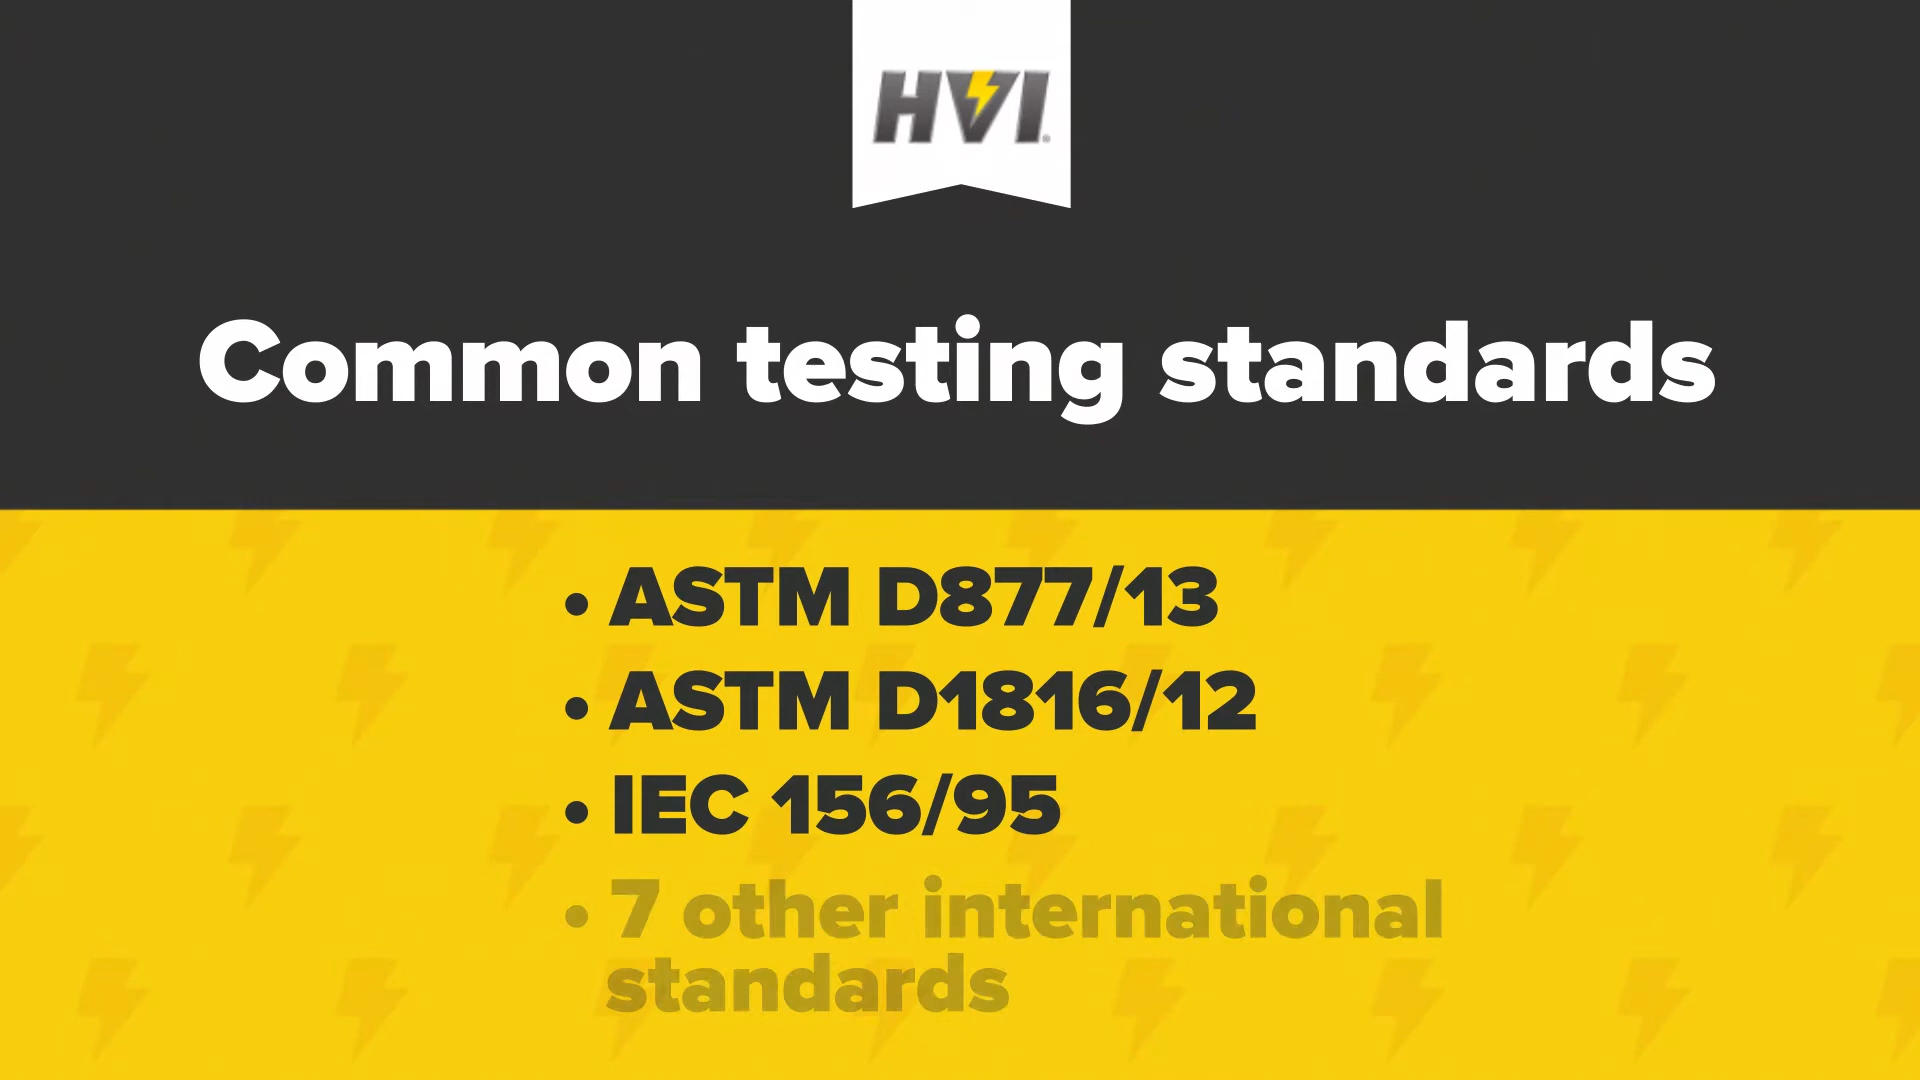 HVI
Common testing standards
• ASTM D877/13
• ASTM D1816/12
• IEC 156/95
• 7 other international
standards